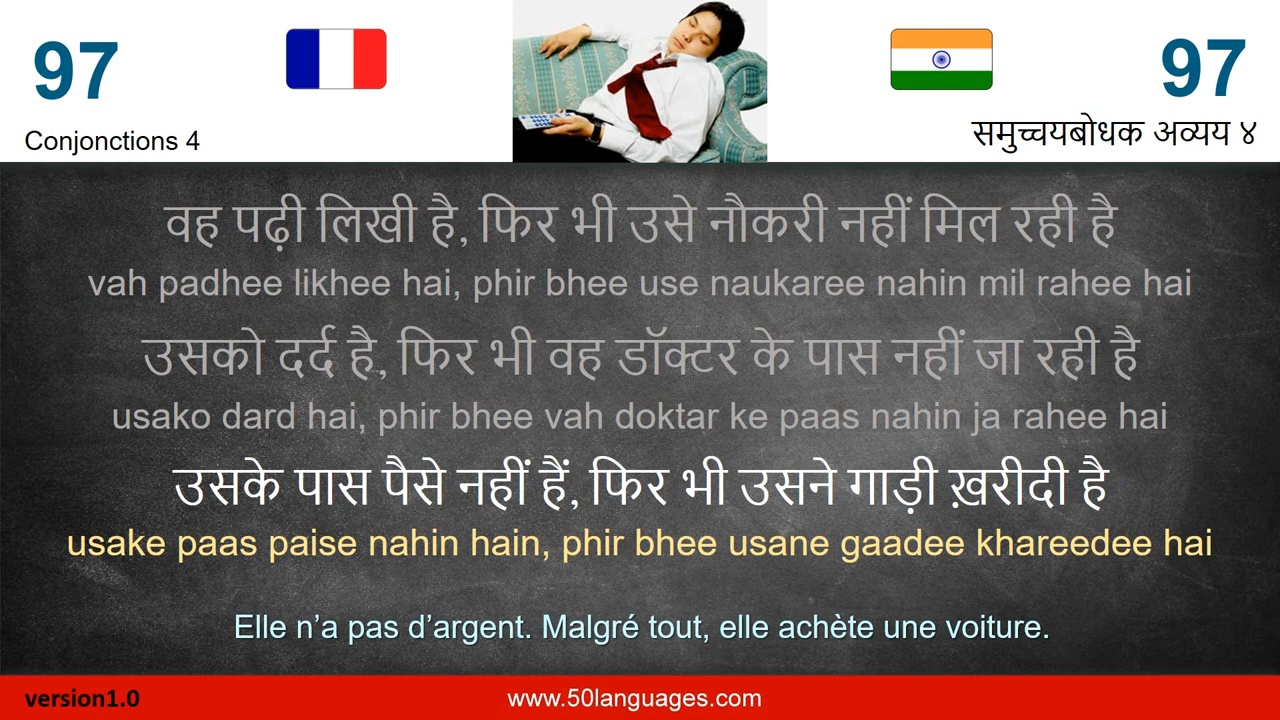 97
97
Conjonctions 4
समुच्चयबोधक अव्यय ४
वह पढ़ी लिखी है, फिर भी उसे नौकरी नहीं मिल रही है
vah padhee likhee hai, phir bhee use naukaree nahin mil rahee hai
उसको दर्द है, फिर भी वह डॉक्टर के पास नहीं जा रही है
usako dard hai, phir bhee vah doktar ke paas nahin ja rahee hai
उसके पास पैसे नहीं हैं, फिर भी उसने गाड़ी ख़रीदी है
usake paas paise nahin hain, phir bhee usane gaadee khareedee hai
Elle n’a pas d’argent. Malgré tout, elle achète une voiture.
version1.0
www.50languages.com